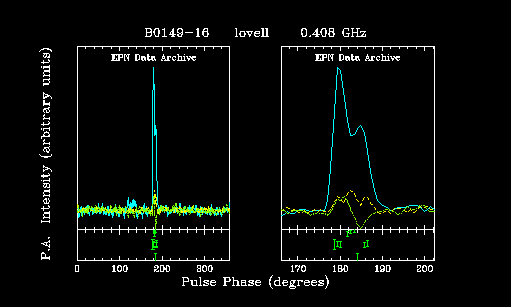 B0149-16 lovell 0.408 GHz
EPN Data Archive EPN Data Archive
P.A. Intensity (arbitrary units)
0 100 200 300 170 180 190 200
Pulse Phase (degrees)